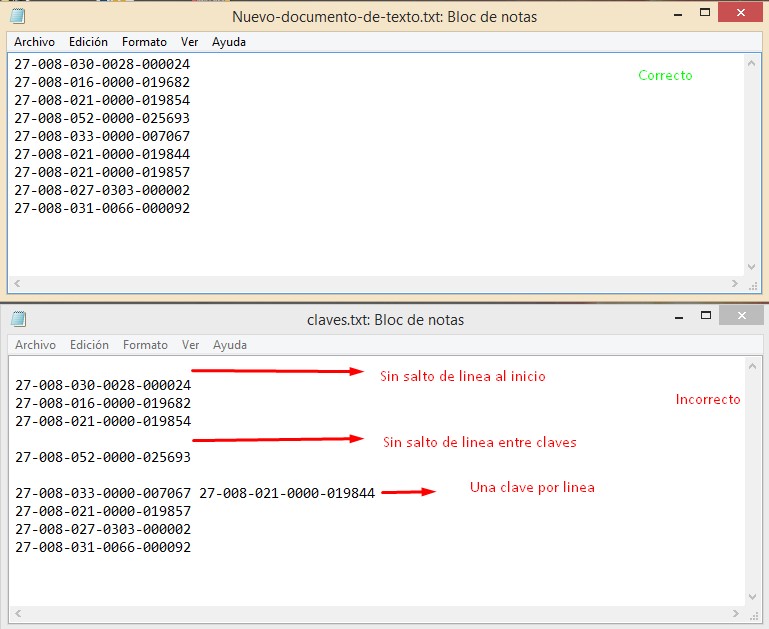 Nuevo-documento-de-texto.txt: Bloc de notas
Archivo Edición Formato Ver Ayuda
27-008-030-0028-000024
Correcto
27-008-016-0000-019682
27-008-021-0000-019854
27-008-052-0000-025693
27-008-033-0000-007067
27-008-021-0000-019844
27-008-021-0000-019857
27-008-027-0303-000002
27-008-031-0066-000092
claves.txt: Bloc de notas
Archivo Edición Formato Ver Ayuda
Sin salto de linea al inicio
27-008-030-0028-000024
27-008-016-0000-019682
Incorrecto
27-008-021-0000-019854
Sin salto de linea entre claves
27-008-052-0000-025693
27-008-033-0000-007067 27-008-021-0000-019844
Una clave por linea
27-008-021-0000-019857
27-008-027-0303-000002
27-008-031-0066-000092